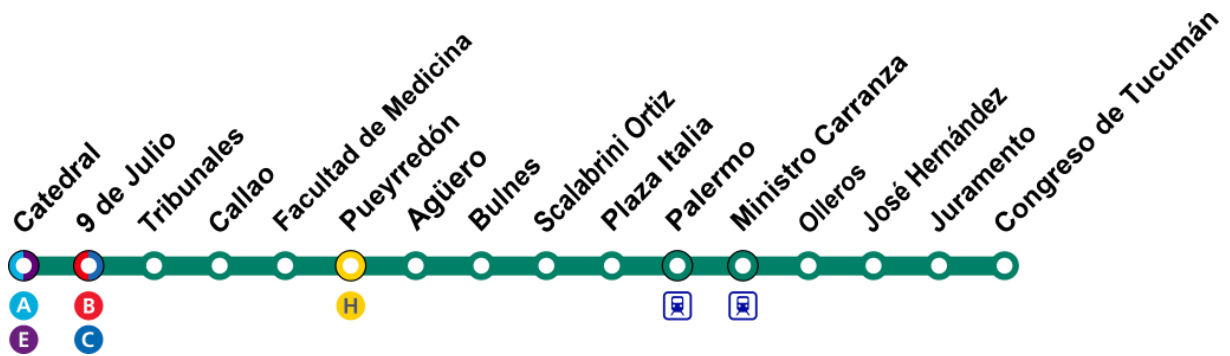 Catedral
9 de Julio
Tribunales
Callao
Facultad de Medicina
Pueyrredón
Agüero
Bulnes
Scalabrini Ortiz
Plaza Italia
Palermo
Ministro Carranza
Olleros
José Hernández
Juramento
Congreso de Tucumán
A
E
B
C
H